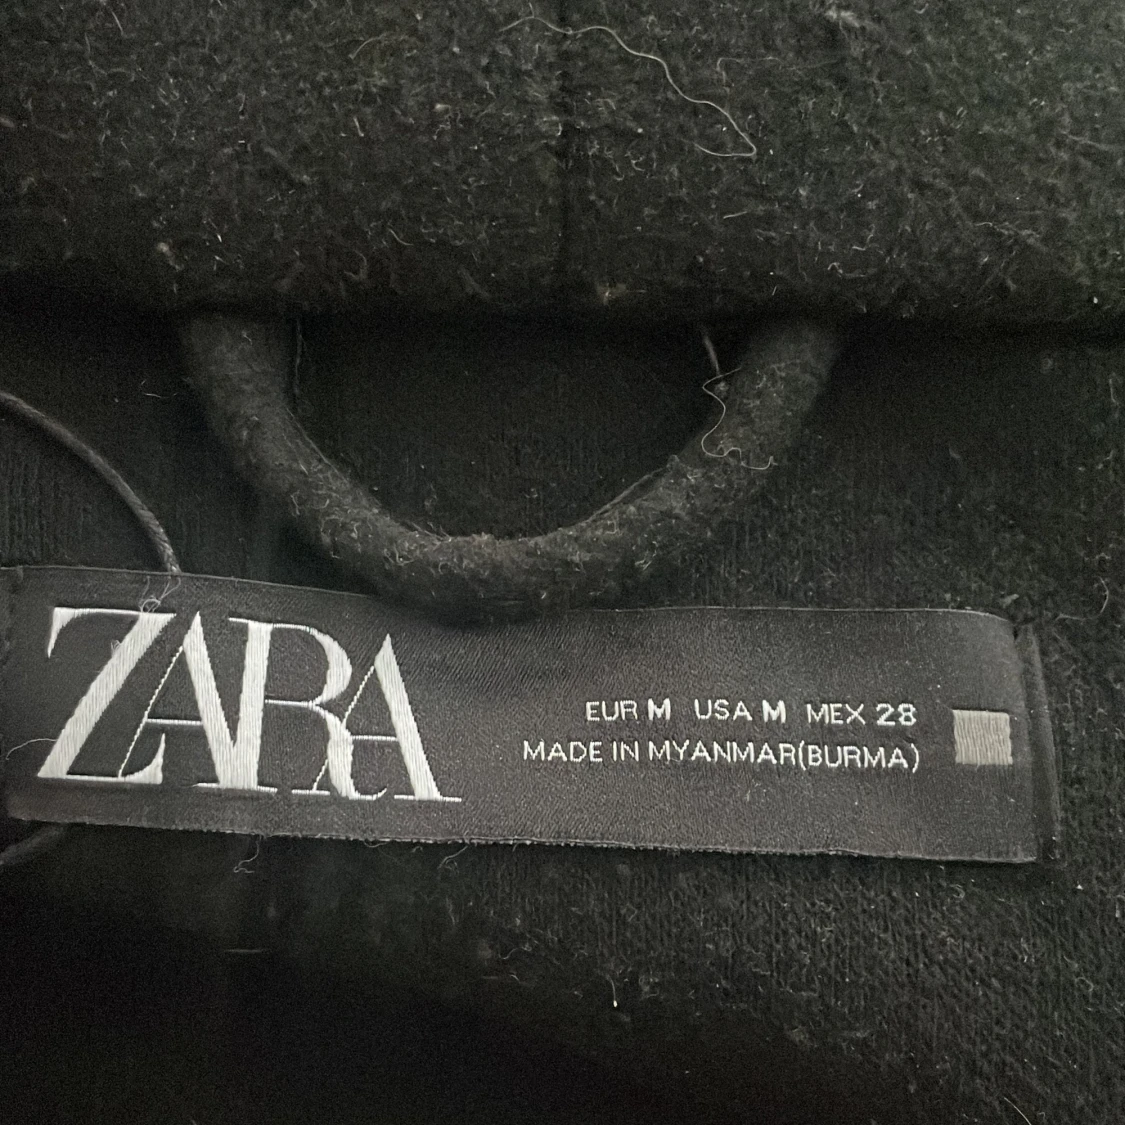 ZARA
EUR M USA M MEX 28
MADE IN MYANMAR(BURMA)